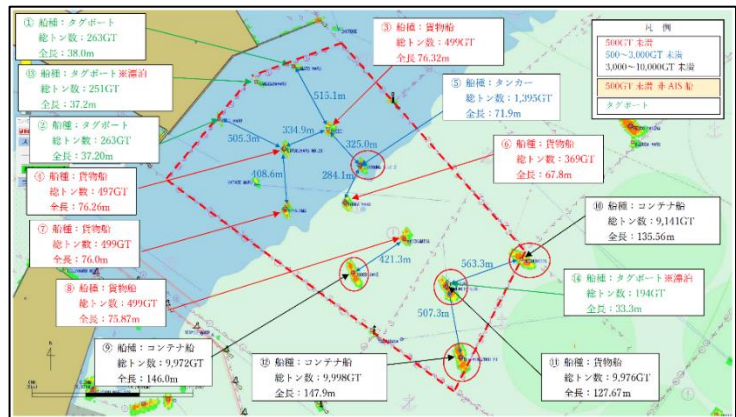 ① 船種：タグボート
総トン数：263GT
全長：38.0m
⑬ 船種：タグボート※漂泊
総トン数：251GT
全長：37.2m
② 船種：タグボート
総トン数：263GT
全長：37.20m
④ 船種：貨物船
総トン数：497GT
全長：76.26m
⑦ 船種：貨物船
総トン数：499GT
全長：76.0m
⑧ 船種：貨物船
総トン数：499GT
全長：75.87m
⑨ 船種：コンテナ船
総トン数：9,972GT
全長：146.0m
③ 船種：貨物船
総トン数：499GT
全長76.32m
⑤ 船種：タンカー
総トン数：1,395GT
全長：71.9m
⑥ 船種：貨物船
総トン数：369GT
全長：67.8m
⑩ 船種：コンテナ船
総トン数：9,141GT
全長：135.56m
⑭ 船種：タグボート※漂泊
総トン数：194GT
全長：33.3m
⑪ 船種：貨物船
総トン数：9,976GT
全長：127.67m
⑫ 船種：コンテナ船
総トン数：9,998GT
全長：147.9m
凡 例
500GT 未満
500～3,000GT 未満
3,000～10,000GT 未満
500GT 未満 非 AIS 船
タグボート
515.1m
505.3m
334.9m
325.0m
408.6m
284.1m
421.3m
563.3m
507.3m